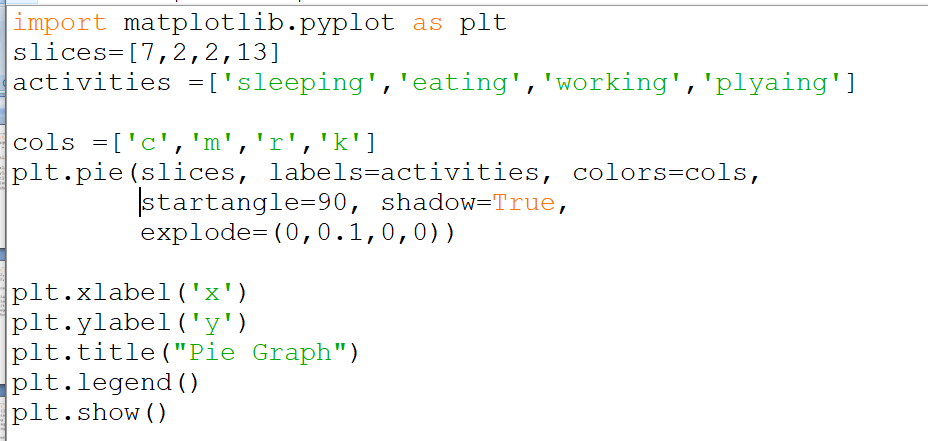 import matplotlib.pyplot as plt
slices=[7,2,2,13]
activities =['sleeping','eating','working','plyaing']
cols =['c','m','r','k']
plt.pie(slices, labels=activities, colors=cols,
        startangle=90, shadow=True,
        explode=(0,0.1,0,0))
plt.xlabel('x')
plt.ylabel('y')
plt.title("Pie Graph")
plt.legend()
plt.show()